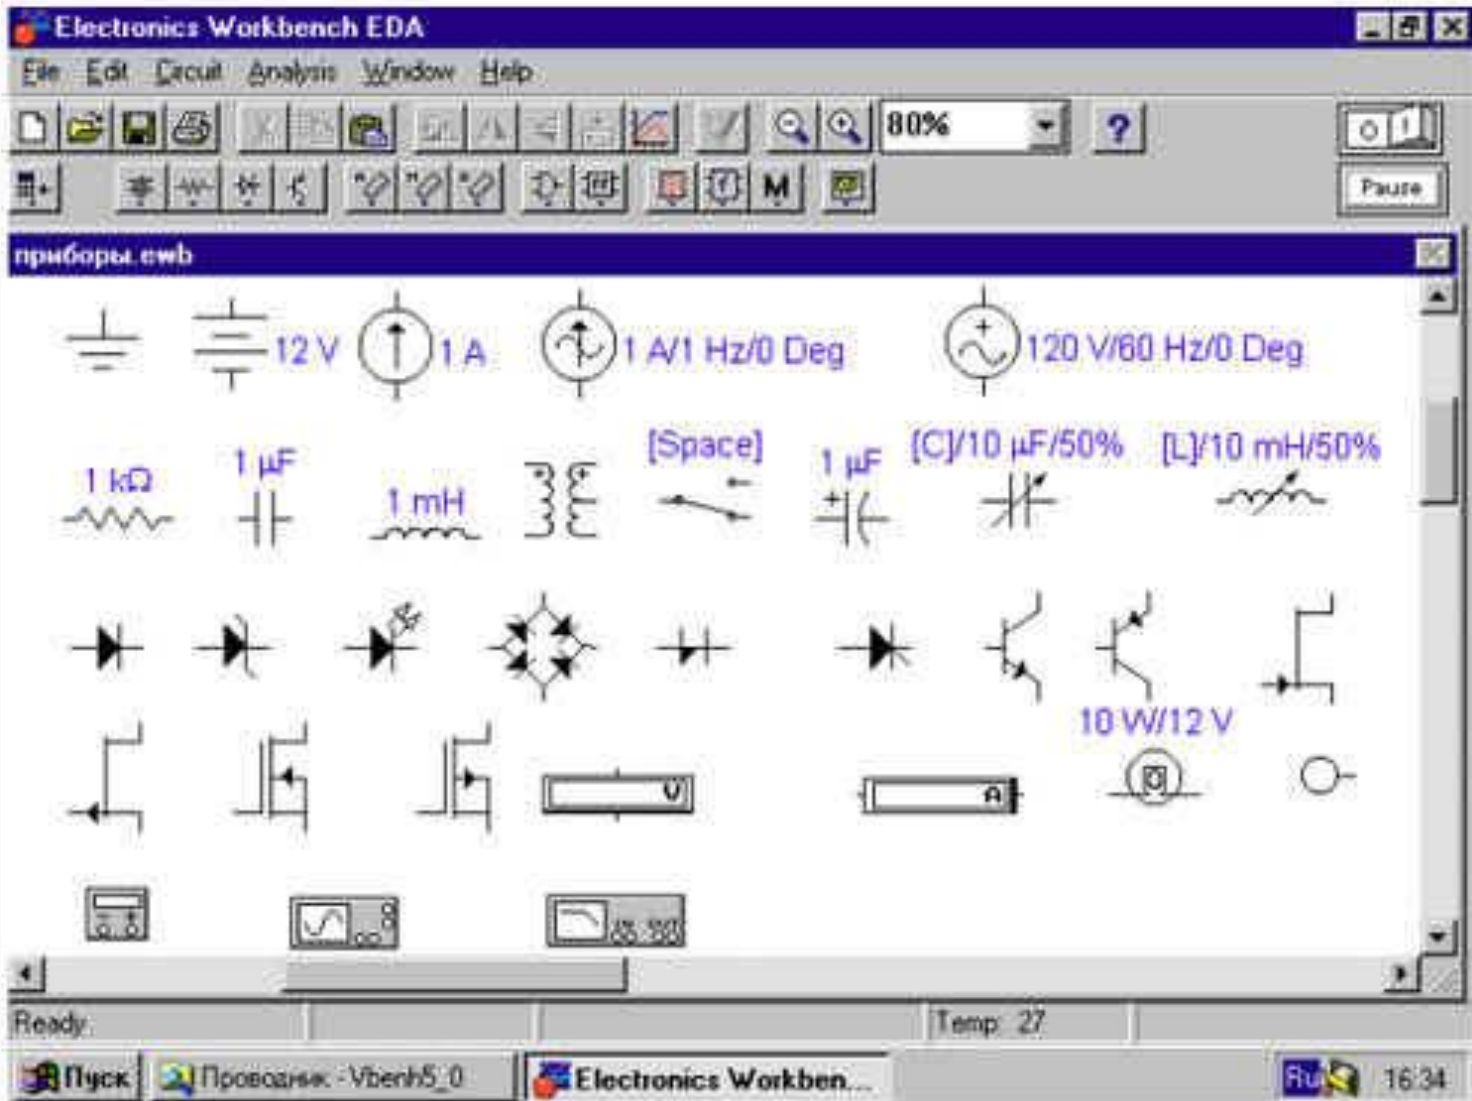 Electronics Workbench EDA
File Edit Circuit Analysis Window Help
80% ?
O I
M
Pause
приборы.ewb
12 V 1 A 1 A/1 Hz/0 Deg 120 V/60 Hz/0 Deg
1 kΩ 1 µF 1 mH [Space] 1 µF [C]/10 µF/50% [L]/10 mH/50%
10 W/12 V
V A
IN OUT
Ready Temp: 27
Пуск Проводник - Vbenh5_0 Electronics Workben... Ru 16:34